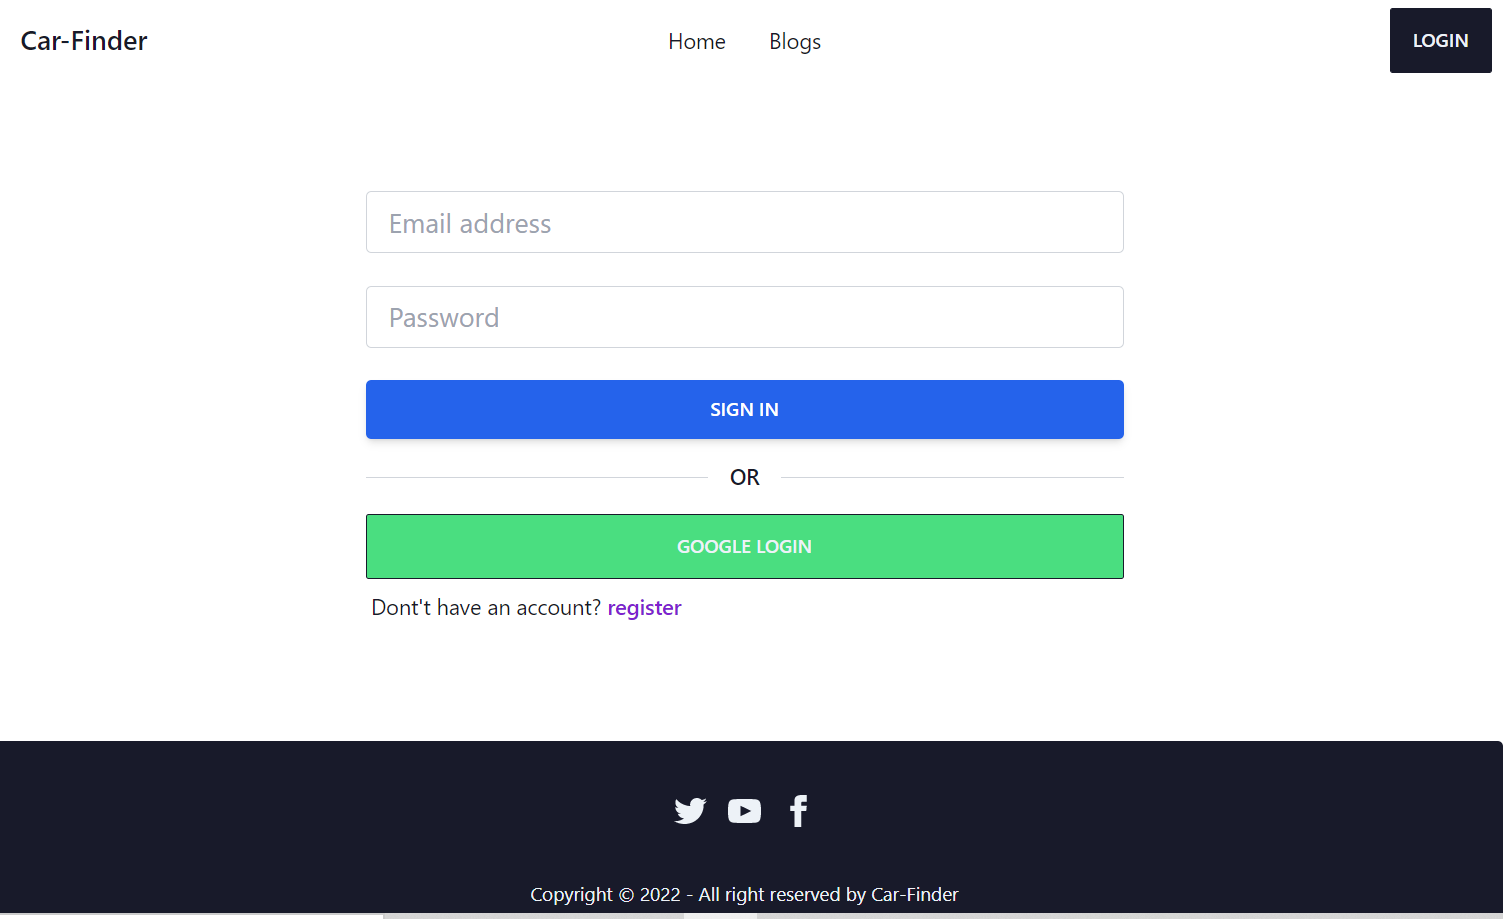 Car-Finder Home Blogs LOGIN
Email address
Password
SIGN IN
OR
GOOGLE LOGIN
Dont't have an account? register
Copyright © 2022 - All right reserved by Car-Finder